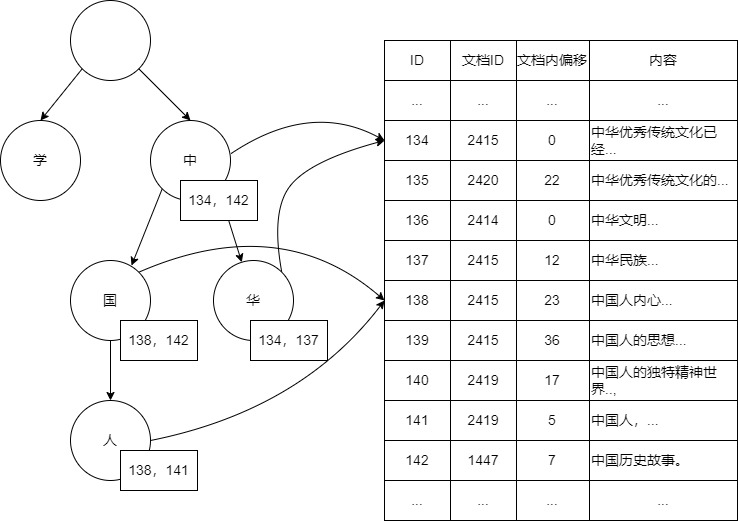 学
中
134，142
国
138，142
华
134，137
人
138，141
ID 文档ID 文档内偏移 内容
... ... ... ...
134 2415 0 中华优秀传统文化已
经...
135 2420 22 中华优秀传统文化的...
136 2414 0 中华文明...
137 2415 12 中华民族...
138 2415 23 中国人内心...
139 2415 36 中国人的思想...
140 2419 17 中国人的独特精神世
界..,
141 2419 5 中国人，...
142 1447 7 中国历史故事。
... ... ... ...